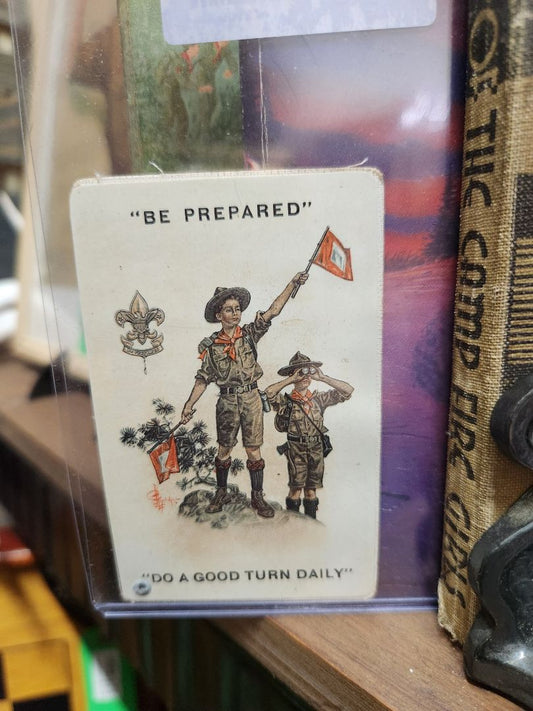 "BE PREPARED"
"DO A GOOD TURN DAILY"
OF THE CAMP FIRE GIRLS